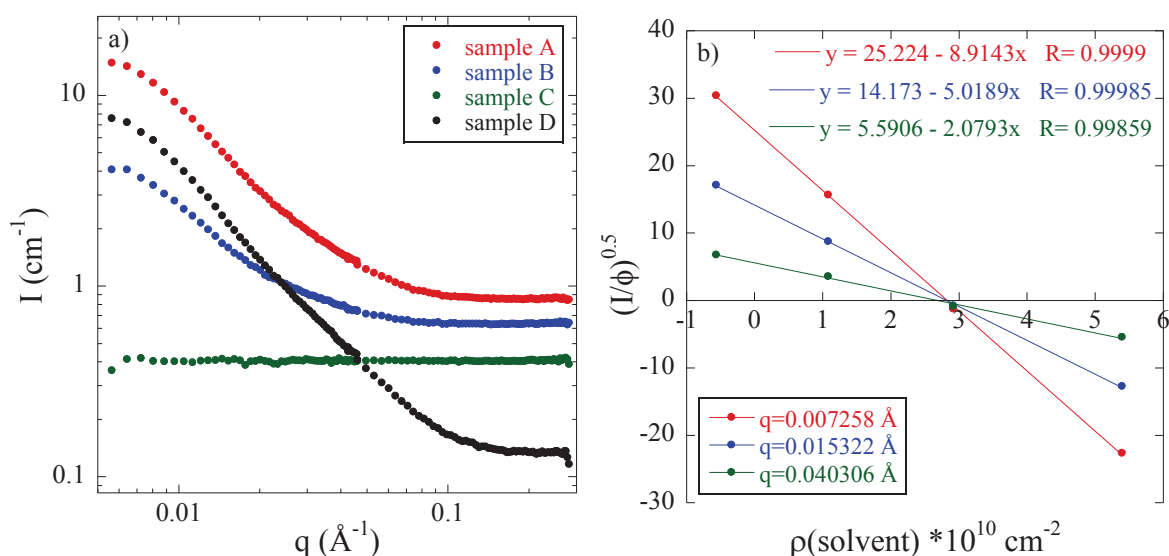 a)
sample A
sample B
sample C
sample D
10
1
0.1
0.01
0.1
I (cm⁻¹)
q (Å⁻¹)
b)
y = 25.224 - 8.9143x R= 0.9999
y = 14.173 - 5.0189x R= 0.99985
y = 5.5906 - 2.0793x R= 0.99859
40
30
20
10
0
-10
-20
-30
-1 0 1 2 3 4 5 6
(I/ϕ)^0.5
q=0.007258 Å
q=0.015322 Å
q=0.040306 Å
ρ(solvent) *10¹⁰ cm⁻²